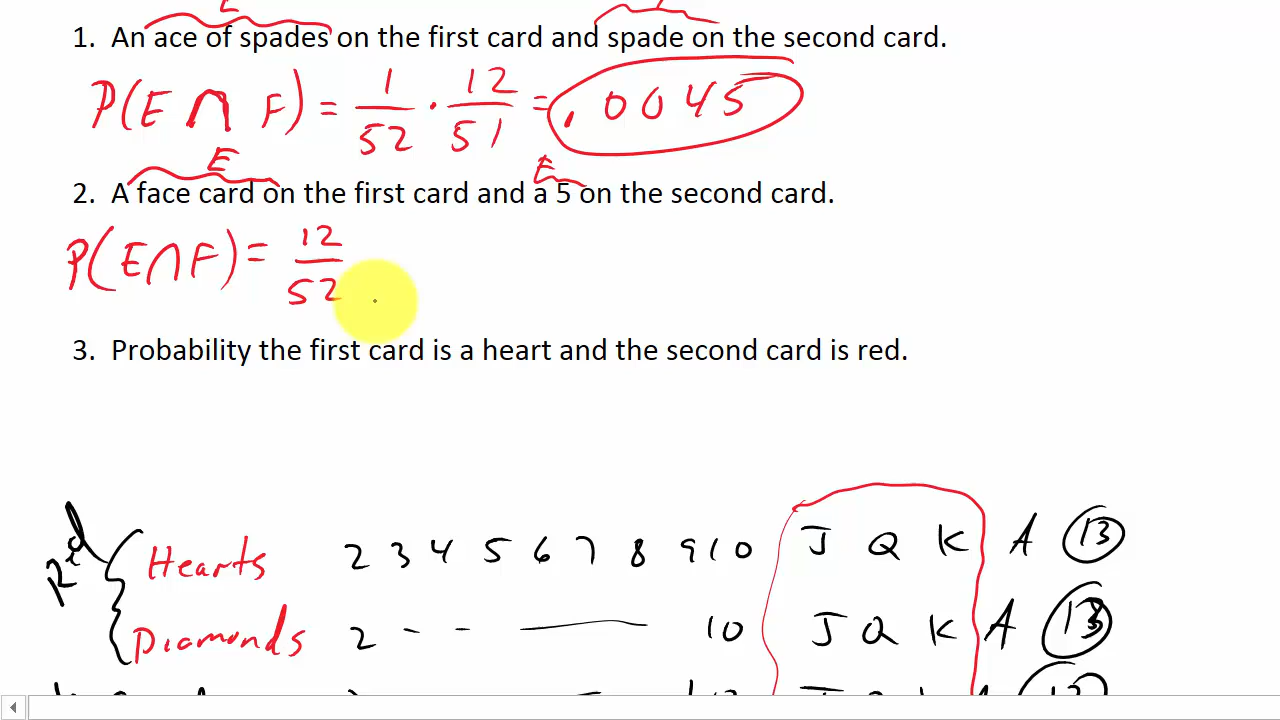 E
1. An ace of spades on the first card and spade on the second card.
P(E ∩ F) = 1/52 · 12/51 = .0045
E F
2. A face card on the first card and a 5 on the second card.
P(E∩F) = 12/52
3. Probability the first card is a heart and the second card is red.
Red { Hearts 2 3 4 5 6 7 8 9 10 J Q K A 13
Diamonds 2 - - —— 10 J Q K A 13